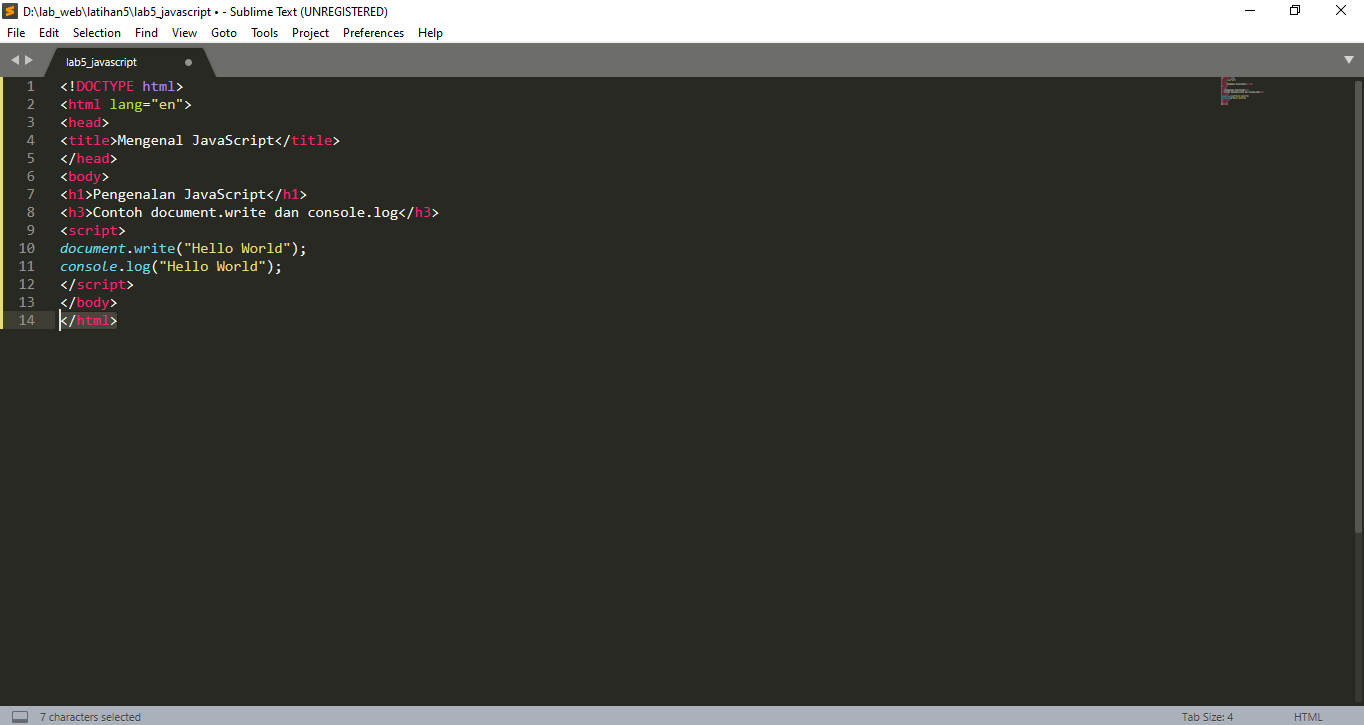 D:\lab_web\latihan5\lab5_javascript • - Sublime Text (UNREGISTERED)
File Edit Selection Find View Goto Tools Project Preferences Help
lab5_javascript
1 <!DOCTYPE html>
2 <html lang="en">
3 <head>
4 <title>Mengenal JavaScript</title>
5 </head>
6 <body>
7 <h1>Pengenalan JavaScript</h1>
8 <h3>Contoh document.write dan console.log</h3>
9 <script>
10 document.write("Hello World");
11 console.log("Hello World");
12 </script>
13 </body>
14 </html>
7 characters selected Tab Size: 4 HTML